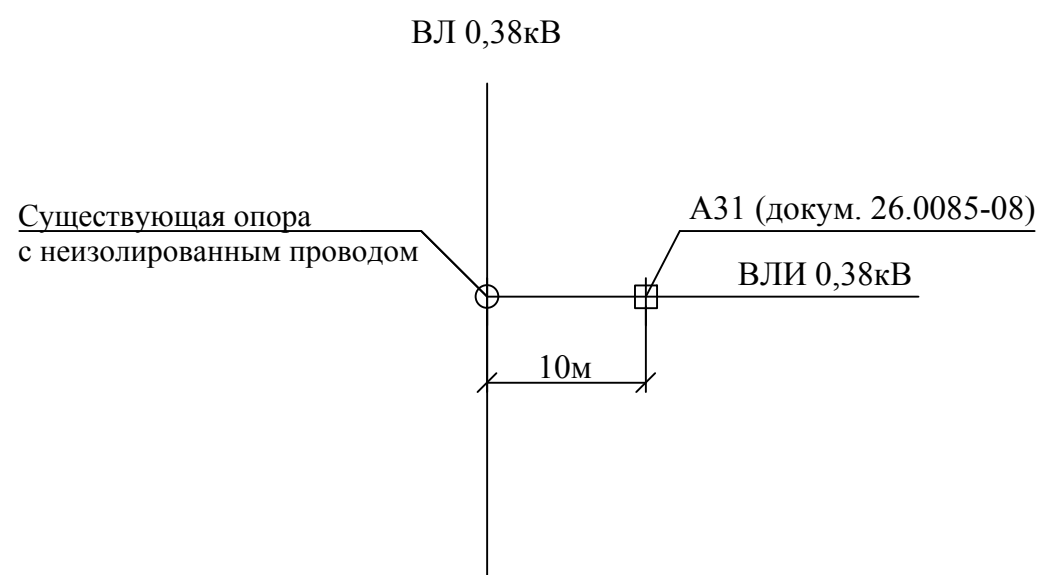 ВЛ 0,38кВ
Существующая опора
с неизолированным проводом
А31 (докум. 26.0085-08)
ВЛИ 0,38кВ
10м